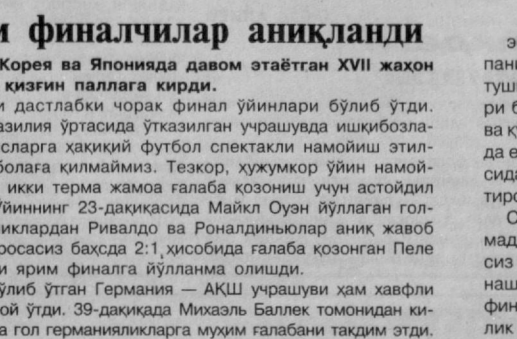 и финалчилар аниқланди
Корея ва Японияда давом этаётган XVII жаҳон
қизғин паллага кирди.
и дастлабки чорак финал ўйинлари бўлиб ўтди.
азилия ўртасида ўтказилган учрашувда ишқибозла-
сларга ҳақиқий футбол спектакли намойиш этил-
болаға қилмаймиз. Тезкор, ҳужумкор ўйин намой-
икки терма жамоа ғалаба қозониш учун астойдил
ўйиннинг 23-дақиқасида Майкл Оуэн йўллаган гол-
иклардан Ривалдо ва Роналдиньюлар аниқ жавоб
росасиз баҳсда 2:1 ҳисобида ғалаба қозонган Пеле
и ярим финалга йўлланма олишди.
ўлиб ўтган Германия — АҚШ учрашуви ҳам хавфли
ой ўтди. 39-дақиқада Михаэль Баллек томонидан ки-
а гол германияликларга муҳим ғалабани тақдим этди.
э
пан
туш
ри б
ва қ
да е
сида
тиро
С
мад
сиз
наш
фин
лик